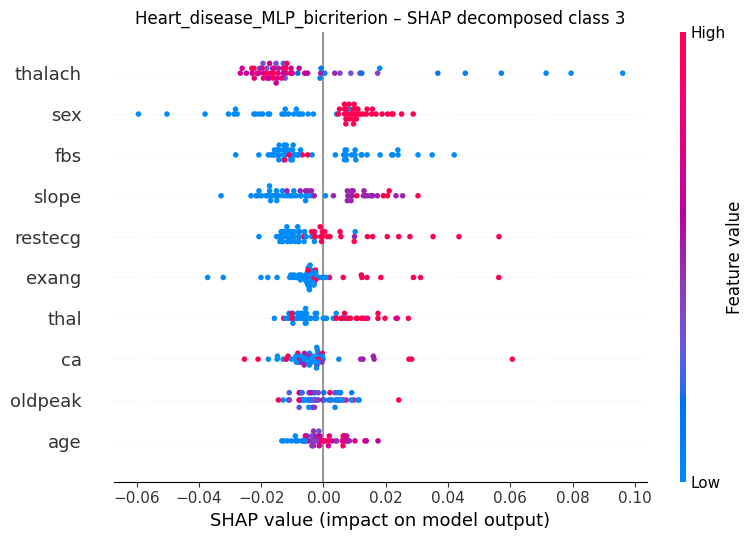 Heart_disease_MLP_bicriterion – SHAP decomposed class 3
High
thalach
sex
fbs
slope
restecg
exang
thal
ca
oldpeak
age
Feature value
Low
−0.06 −0.04 −0.02 0.00 0.02 0.04 0.06 0.08 0.10
SHAP value (impact on model output)